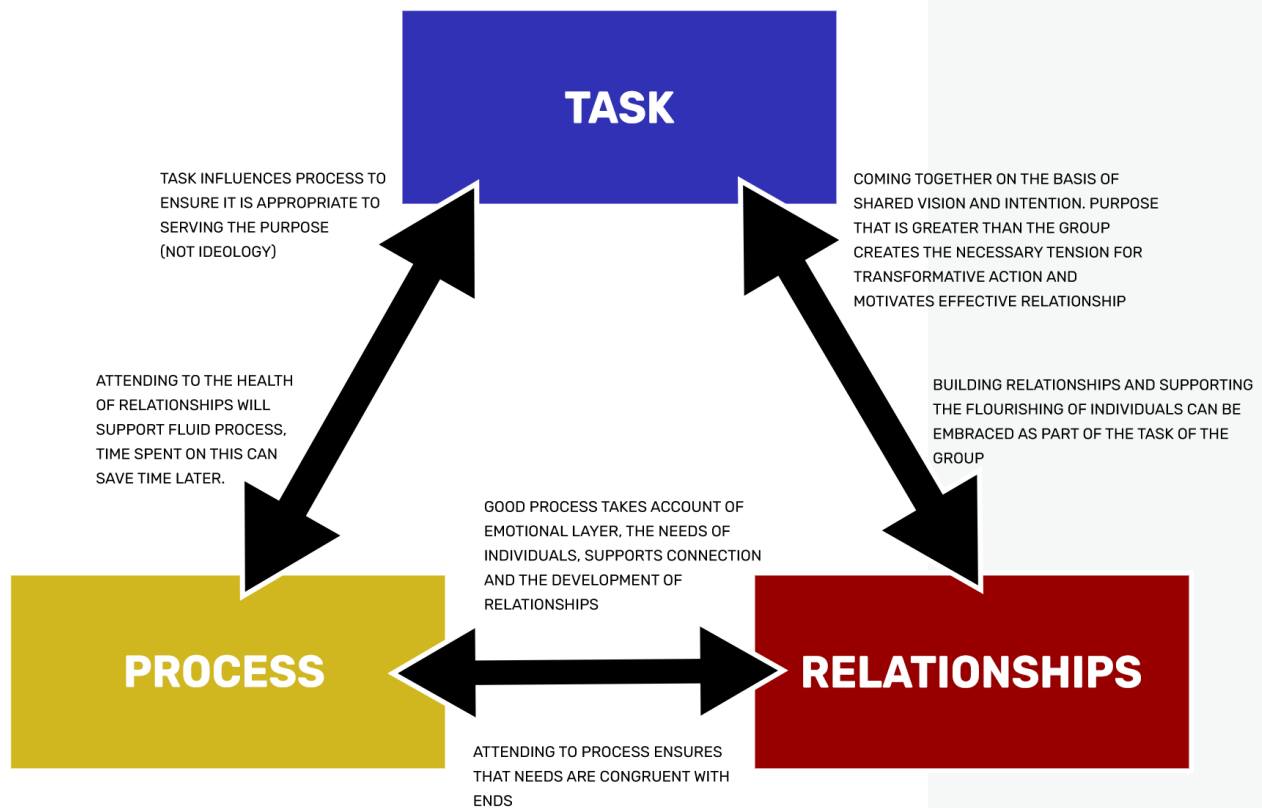 TASK
TASK INFLUENCES PROCESS TO
ENSURE IT IS APPROPRIATE TO
SERVING THE PURPOSE
(NOT IDEOLOGY)
COMING TOGETHER ON THE BASIS OF
SHARED VISION AND INTENTION. PURPOSE
THAT IS GREATER THAN THE GROUP
CREATES THE NECESSARY TENSION FOR
TRANSFORMATIVE ACTION AND
MOTIVATES EFFECTIVE RELATIONSHIP
ATTENDING TO THE HEALTH
OF RELATIONSHIPS WILL
SUPPORT FLUID PROCESS,
TIME SPENT ON THIS CAN
SAVE TIME LATER.
BUILDING RELATIONSHIPS AND SUPPORTING
THE FLOURISHING OF INDIVIDUALS CAN BE
EMBRACED AS PART OF THE TASK OF THE
GROUP
GOOD PROCESS TAKES ACCOUNT OF
EMOTIONAL LAYER, THE NEEDS OF
INDIVIDUALS, SUPPORTS CONNECTION
AND THE DEVELOPMENT OF
RELATIONSHIPS
PROCESS
RELATIONSHIPS
ATTENDING TO PROCESS ENSURES
THAT NEEDS ARE CONGRUENT WITH
ENDS